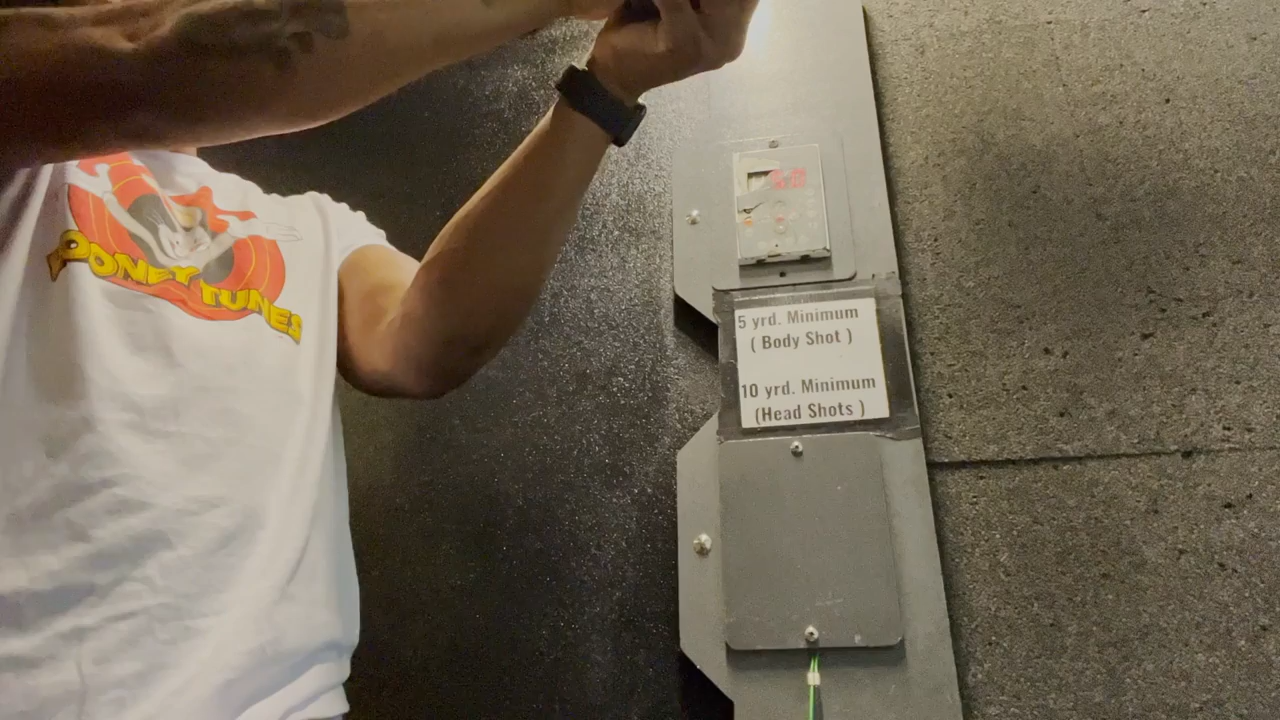 LOONEY TUNES
5 yrd. Minimum
( Body Shot )
10 yrd. Minimum
(Head Shots )